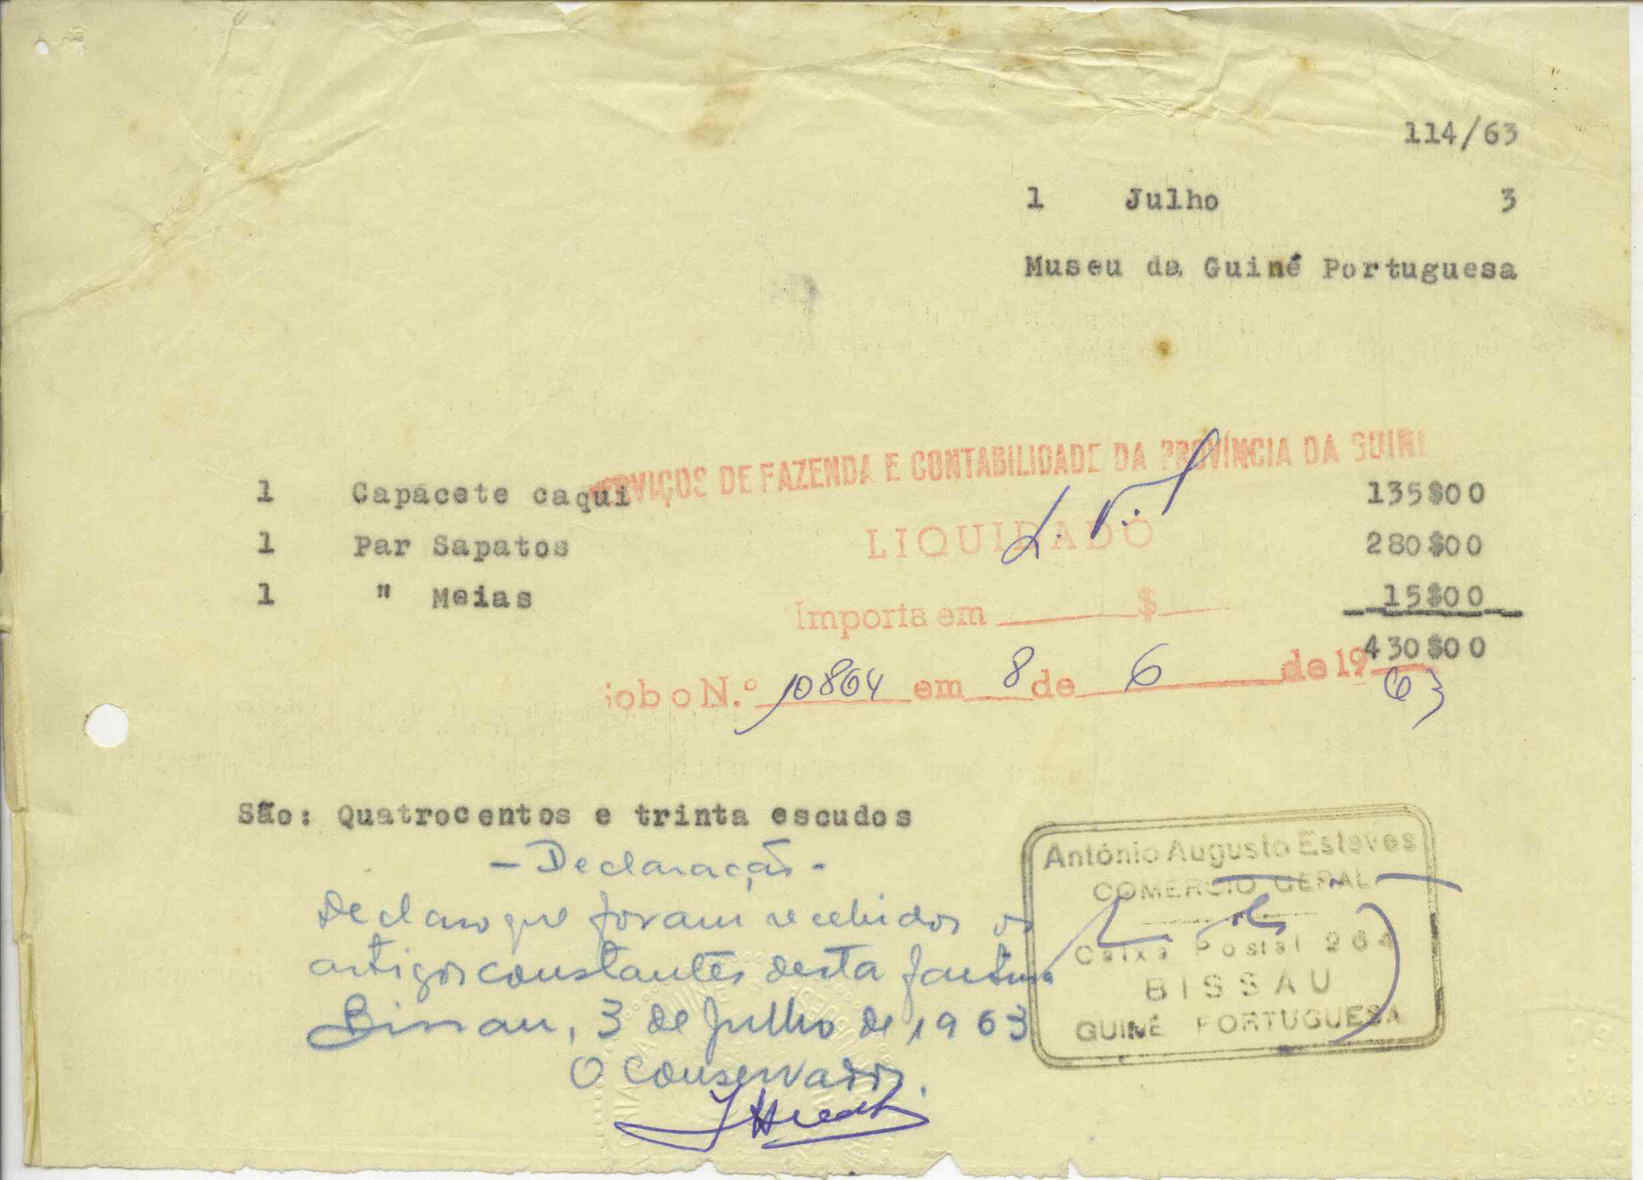 114/63
1 Julho 3
Museu da Guiné Portuguesa
SERVIÇOS DE FAZENDA E CONTABILIDADE DA PROVÍNCIA DA GUINÉ
1 Capacete caqui 135$00
LIQUIDADO
1 Par Sapatos 280$00
1 " Meias 15$00
Importa em $
430$00
Sob o N.º 10864 em 8 de 6 de 1963
São: Quatrocentos e trinta escudos
- Declaração -
Declaro que foram recebidos os
artigos constantes desta factura
Bissau, 3 de Julho de 1963
O Conservador,
António Augusto Esteves
COMERCIO GERAL
Caixa Postal 264
BISSAU
GUINÉ PORTUGUESA